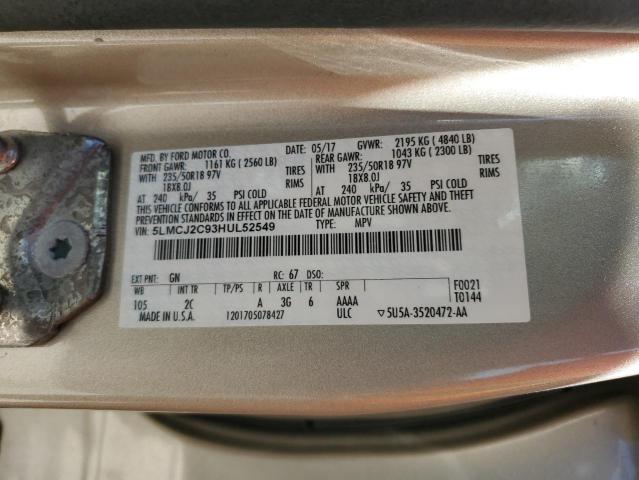 MFD. BY FORD MOTOR CO. 05/17 GVWR: 2195 KG ( 4840 LB)
FRONT GAWR: 1161 KG ( 2560 LB) REAR GAWR: 1043 KG ( 2300 LB)
WITH 235/50R18 97V TIRES WITH 235/50R18 97V TIRES
18X8.0J RIMS 18X8.0J RIMS
AT 240 kPa/ 35 PSI COLD AT 240 kPa/ 35 PSI COLD
THIS VEHICLE CONFORMS TO ALL APPLICABLE FEDERAL MOTOR VEHICLE SAFETY AND THEFT
PREVENTION STANDARDS IN EFFECT ON THE DATE OF MANUFACTURE SHOWN ABOVE.
VIN: 5LMCJ2C93HUL52549 TYPE: MPV
EXT PNT: GN RC: 67 DSO:
WB INT TR TP/PS R AXLE TR SPR F0021
105 2C A 3G 6 AAAA T0144
MADE IN U.S.A. 1201705078427 ULC ▽5U5A-3520472-AA